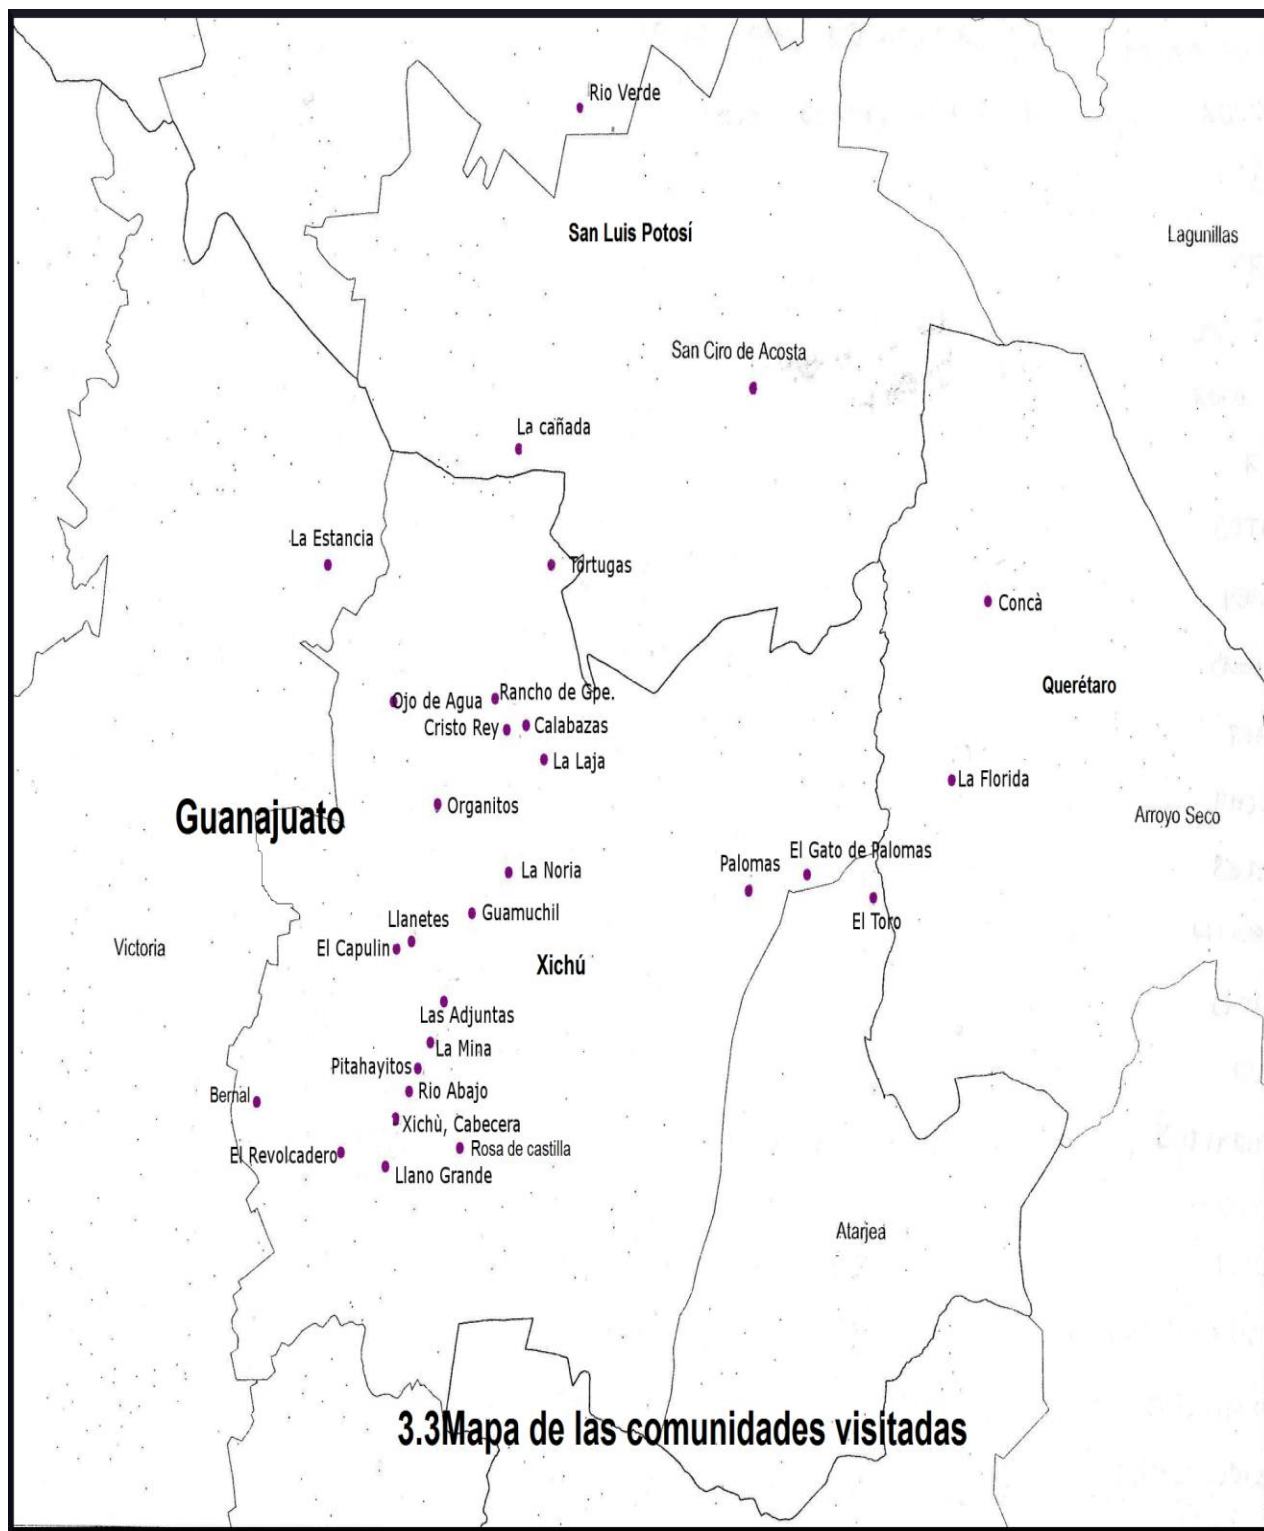 Rio Verde
San Luis Potosí
Lagunillas
San Ciro de Acosta
La cañada
La Estancia
Tortugas
Concà
Querétaro
Ojo de Agua
Rancho de Gpe.
Cristo Rey
Calabazas
La Laja
La Florida
Organitos
Guanajuato
Arroyo Seco
El Gato de Palomas
Palomas
La Noria
El Toro
Guamuchil
Llanetes
El Capulin
Victoria
Xichú
Las Adjuntas
La Mina
Pitahayitos
Rio Abajo
Bernal
Xichù, Cabecera
El Revolcadero
Rosa de castilla
Llano Grande
Atarjea
3.3Mapa de las comunidades visitadas